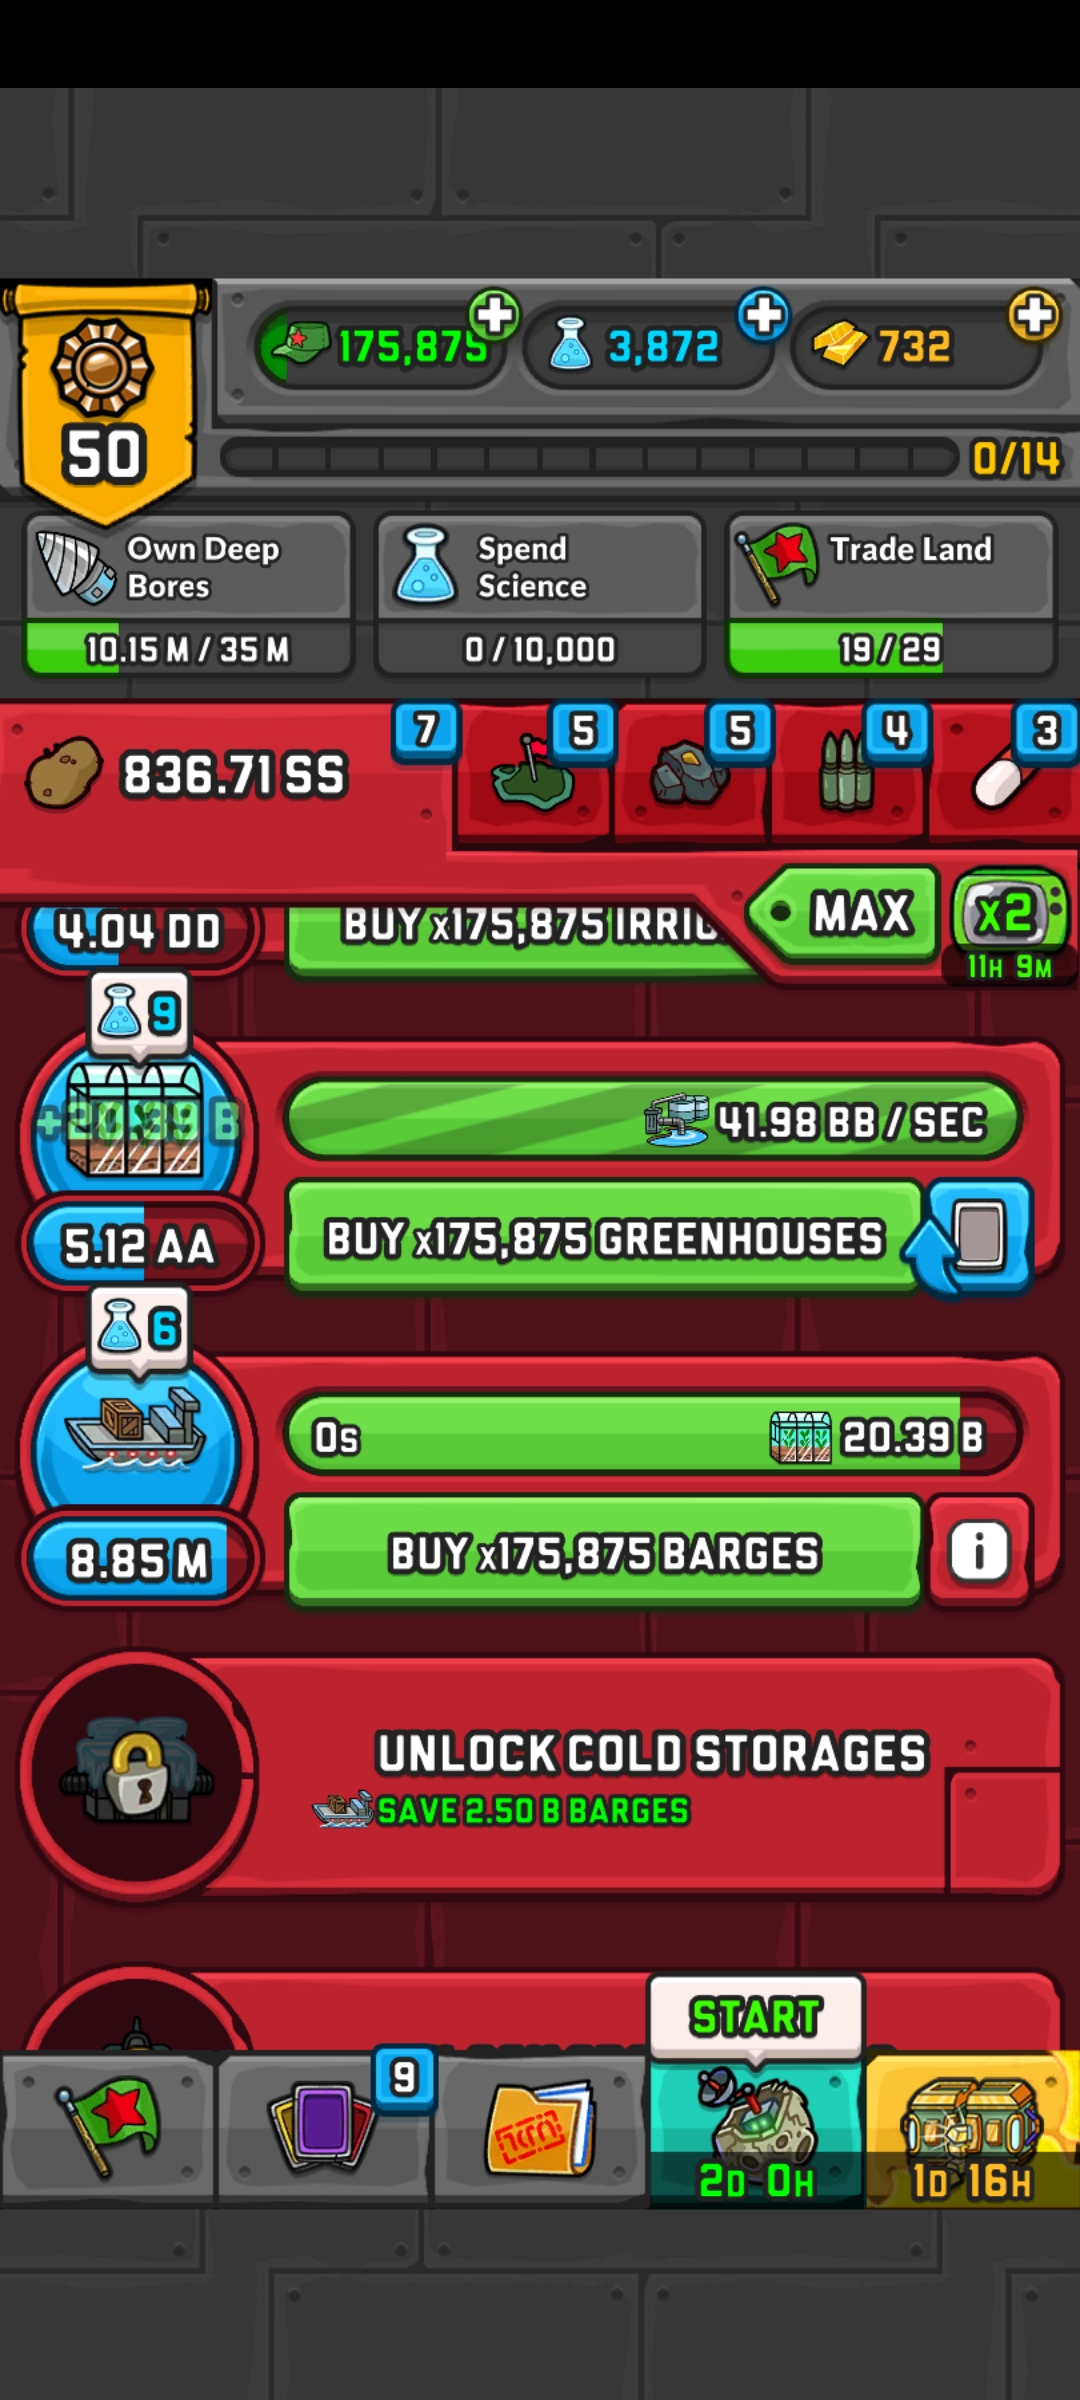 175,875
3,872
732
50
0/14
Own Deep
Bores
10.15 M / 35 M
Spend
Science
0 / 10,000
Trade Land
19 / 29
836.71 SS
7
5
5
4
3
MAX
x2
11H 9M
4.04 DD
BUY x175,875 IRRIG
9
+20.39 B
41.98 BB / SEC
5.12 AA
BUY x175,875 GREENHOUSES
6
0s
20.39 B
8.85 M
BUY x175,875 BARGES
i
UNLOCK COLD STORAGES
SAVE 2.50 B BARGES
START
9
2D 0H
1D 16H